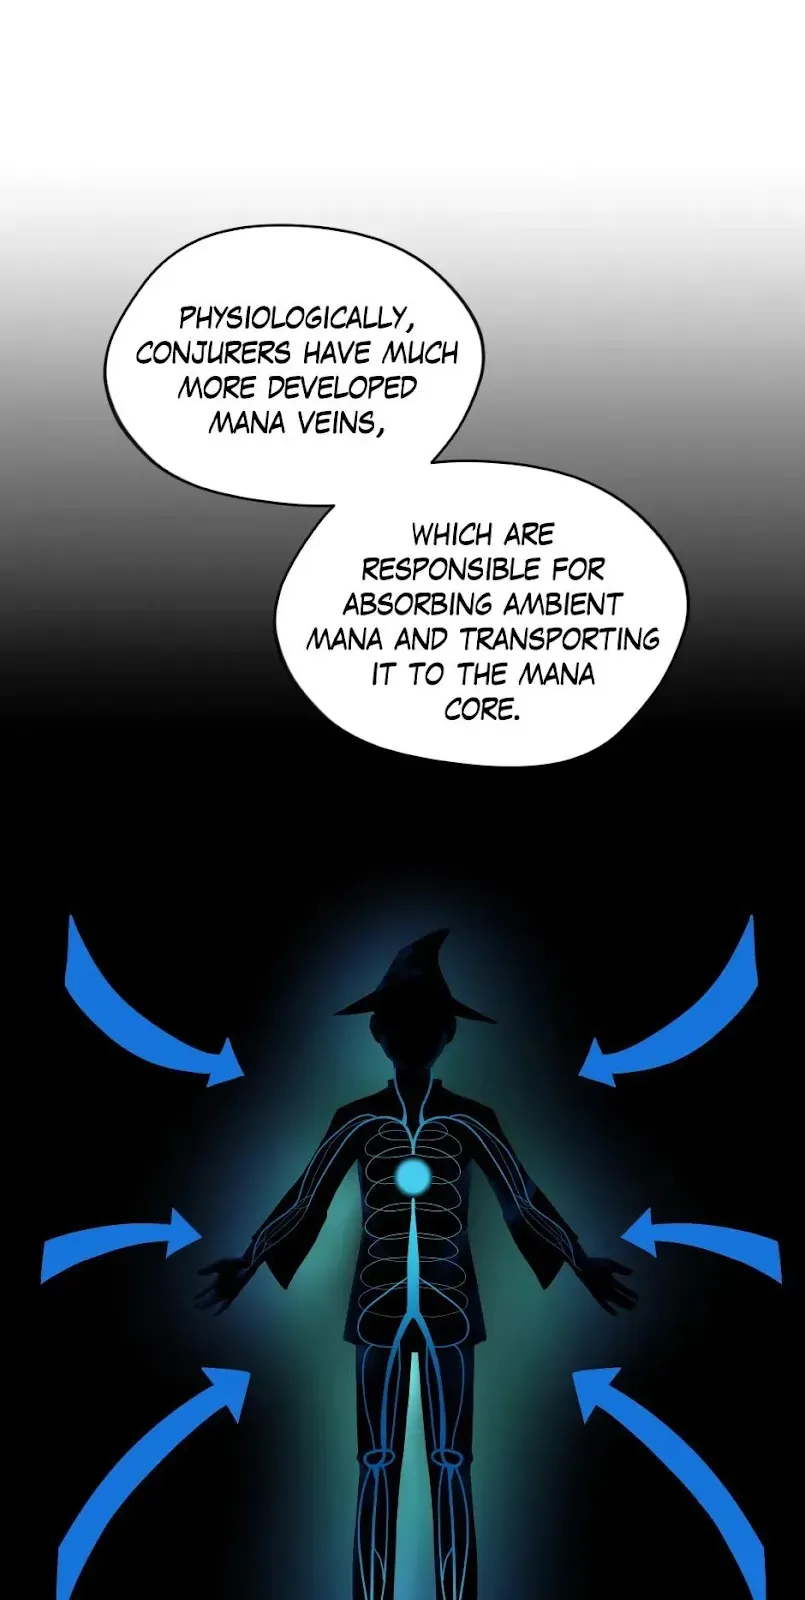 PHYSIOLOGICALLY,
CONJURERS HAVE MUCH
MORE DEVELOPED
MANA VEINS,
WHICH ARE
RESPONSIBLE FOR
ABSORBING AMBIENT
MANA AND TRANSPORTING
IT TO THE MANA
CORE.